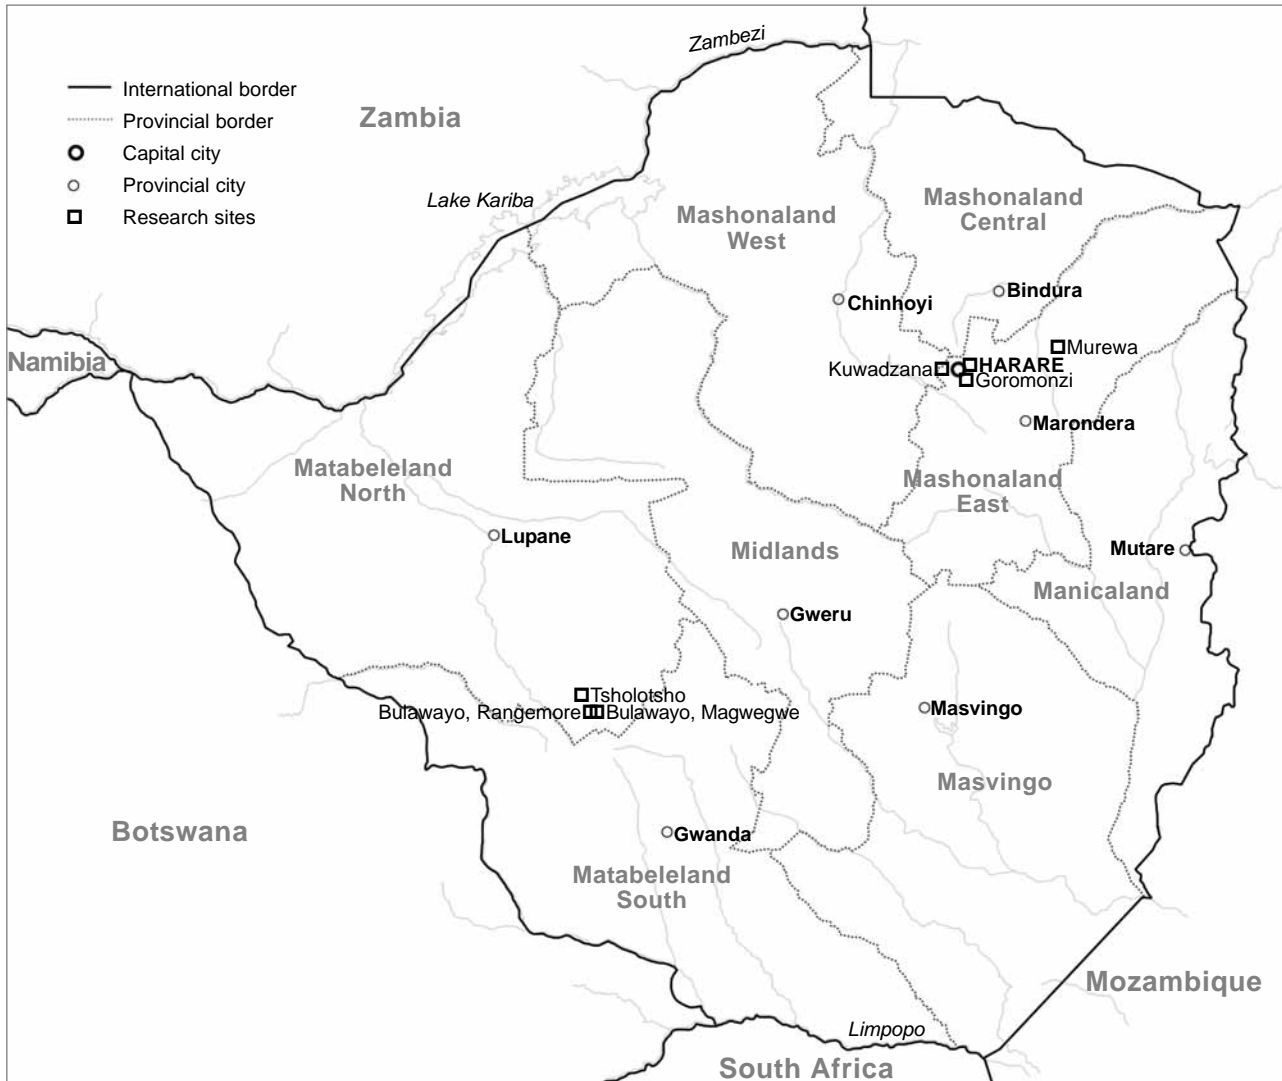 Zambezi
International border
Provincial border
Capital city
Provincial city
Research sites
Zambia
Lake Kariba
Mashonaland
West
Mashonaland
Central
Chinhoyi
Bindura
Namibia
Murewa
Kuwadzana
HARARE
Goromonzi
Marondera
Matabeleland
North
Mashonaland
East
Lupane
Midlands
Mutare
Manicaland
Gweru
Tsholotsho
Bulawayo, Rangemore
Bulawayo, Magwegwe
Masvingo
Masvingo
Botswana
Gwanda
Matabeleland
South
Mozambique
Limpopo
South Africa